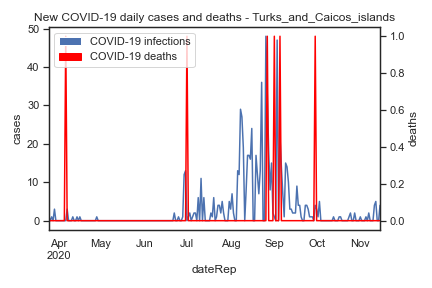 New COVID-19 daily cases and deaths - Turks_and_Caicos_islands
COVID-19 infections
COVID-19 deaths
50
40
30
20
10
0
cases
1.0
0.8
0.6
0.4
0.2
0.0
deaths
Apr May Jun Jul Aug Sep Oct Nov
2020
dateRep